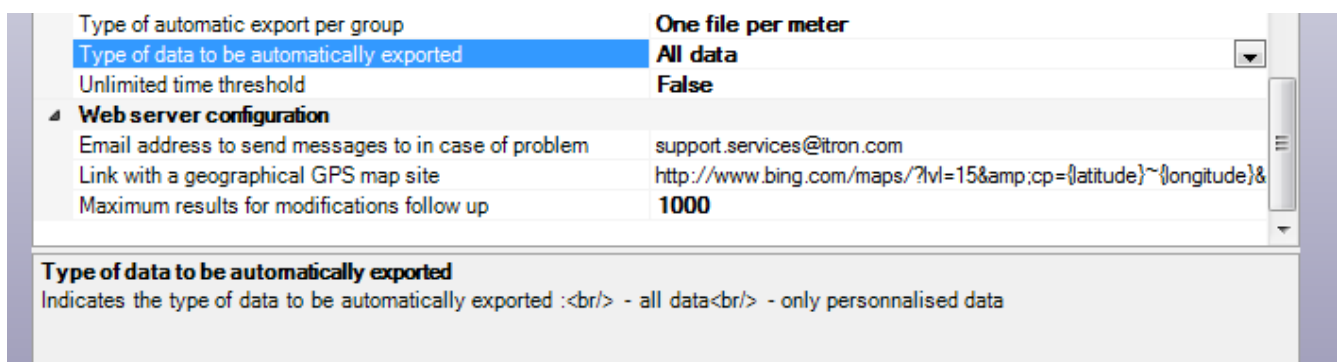 Type of automatic export per group One file per meter
Type of data to be automatically exported All data
Unlimited time threshold False
Web server configuration
Email address to send messages to in case of problem support.services@itron.com
Link with a geographical GPS map site http://www.bing.com/maps/?lvl=15&amp;cp={latitude}~{longitude}&
Maximum results for modifications follow up 1000
Type of data to be automatically exported
Indicates the type of data to be automatically exported :<br/> - all data<br/> - only personnalised data